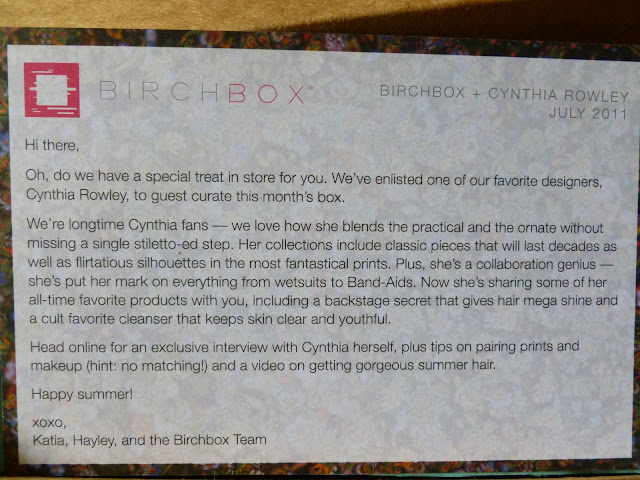 BIRCHBOX®
BIRCHBOX + CYNTHIA ROWLEY
JULY 2011
Hi there,
Oh, do we have a special treat in store for you. We've enlisted one of our favorite designers,
Cynthia Rowley, to guest curate this month's box.
We're longtime Cynthia fans — we love how she blends the practical and the ornate without
missing a single stiletto-ed step. Her collections include classic pieces that will last decades as
well as flirtatious silhouettes in the most fantastical prints. Plus, she's a collaboration genius —
she's put her mark on everything from wetsuits to Band-Aids. Now she's sharing some of her
all-time favorite products with you, including a backstage secret that gives hair mega shine and
a cult favorite cleanser that keeps skin clear and youthful.
Head online for an exclusive interview with Cynthia herself, plus tips on pairing prints and
makeup (hint: no matching!) and a video on getting gorgeous summer hair.
Happy summer!
xoxo,
Katia, Hayley, and the Birchbox Team